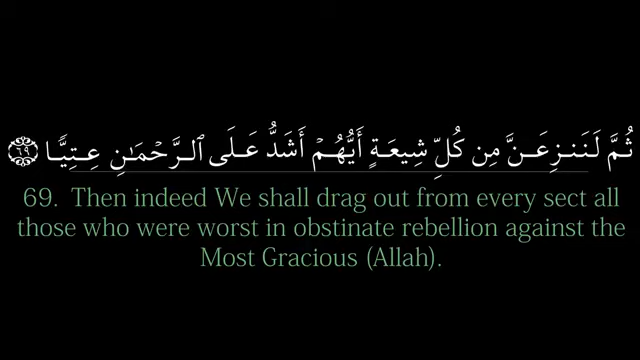 ثُمَّ لَنَنزِعَنَّ مِن كُلِّ شِيعَةٍ أَيُّهُمْ أَشَدُّ عَلَى ٱلرَّحْمَـٰنِ عِتِيًّا ٦٩
69. Then indeed We shall drag out from every sect all
those who were worst in obstinate rebellion against the
Most Gracious (Allah).